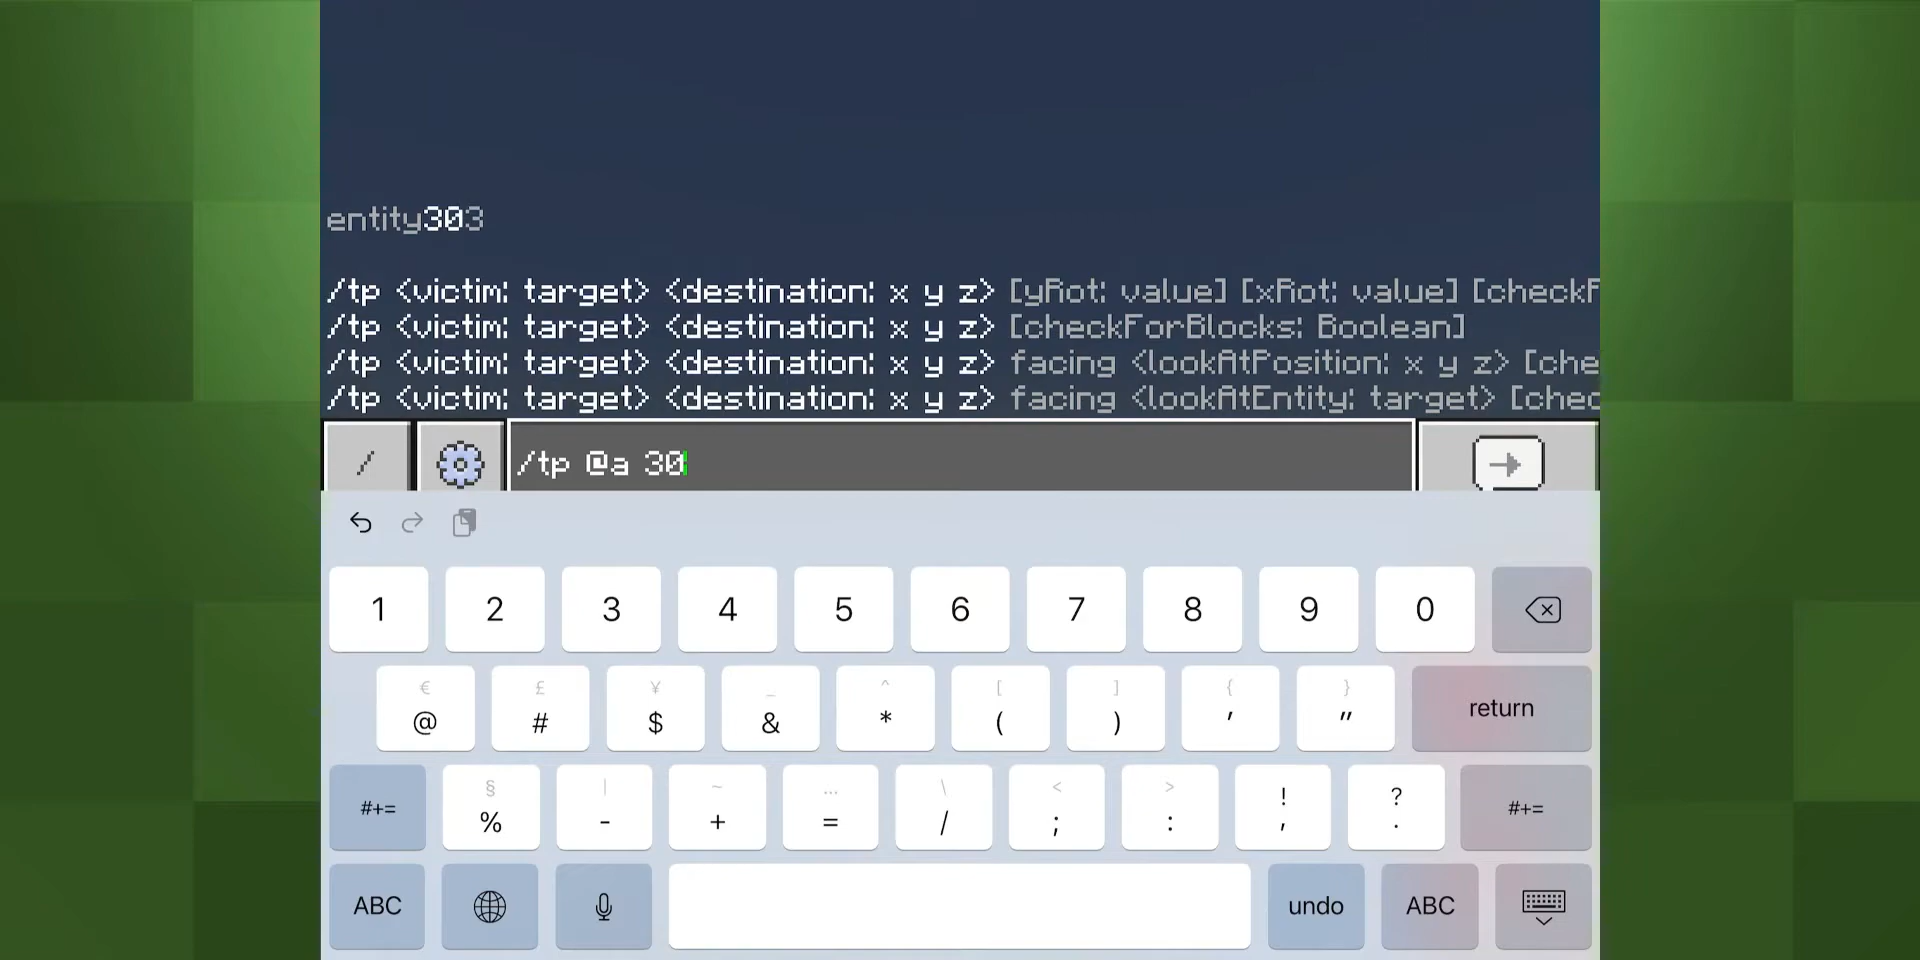 entity303
/tp <victim: target> <destination: x y z> [yRot: value] [xRot: value] [checkF
/tp <victim: target> <destination: x y z> [checkForBlocks: Boolean]
/tp <victim: target> <destination: x y z> facing <lookAtPosition: x y z> [che
/tp <victim: target> <destination: x y z> facing <lookAtEntity: target> [chec
/ /tp @a 30
1 2 3 4 5 6 7 8 9 0
€ £ ¥ _ ^ [ ] { }
@ # $ & * ( ) ' " return
§ | ~ … \ < > ! ?
#+= % - + = / ; : , . #+=
ABC undo ABC